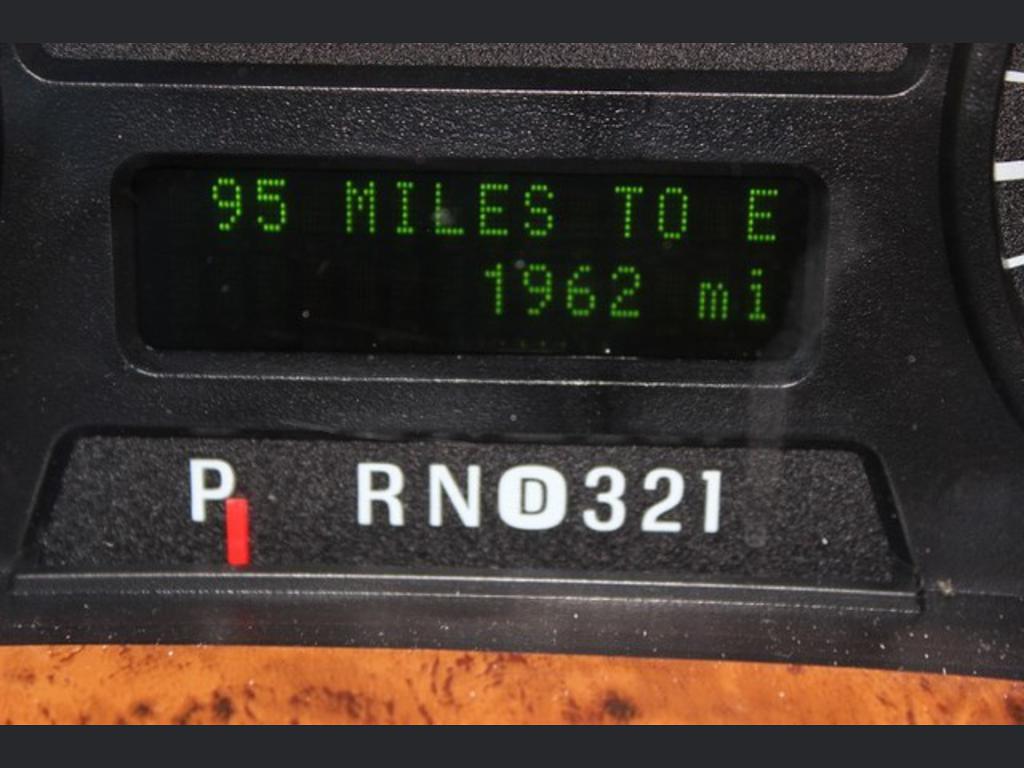 95 MILES TO E
1962 mi
P RND321